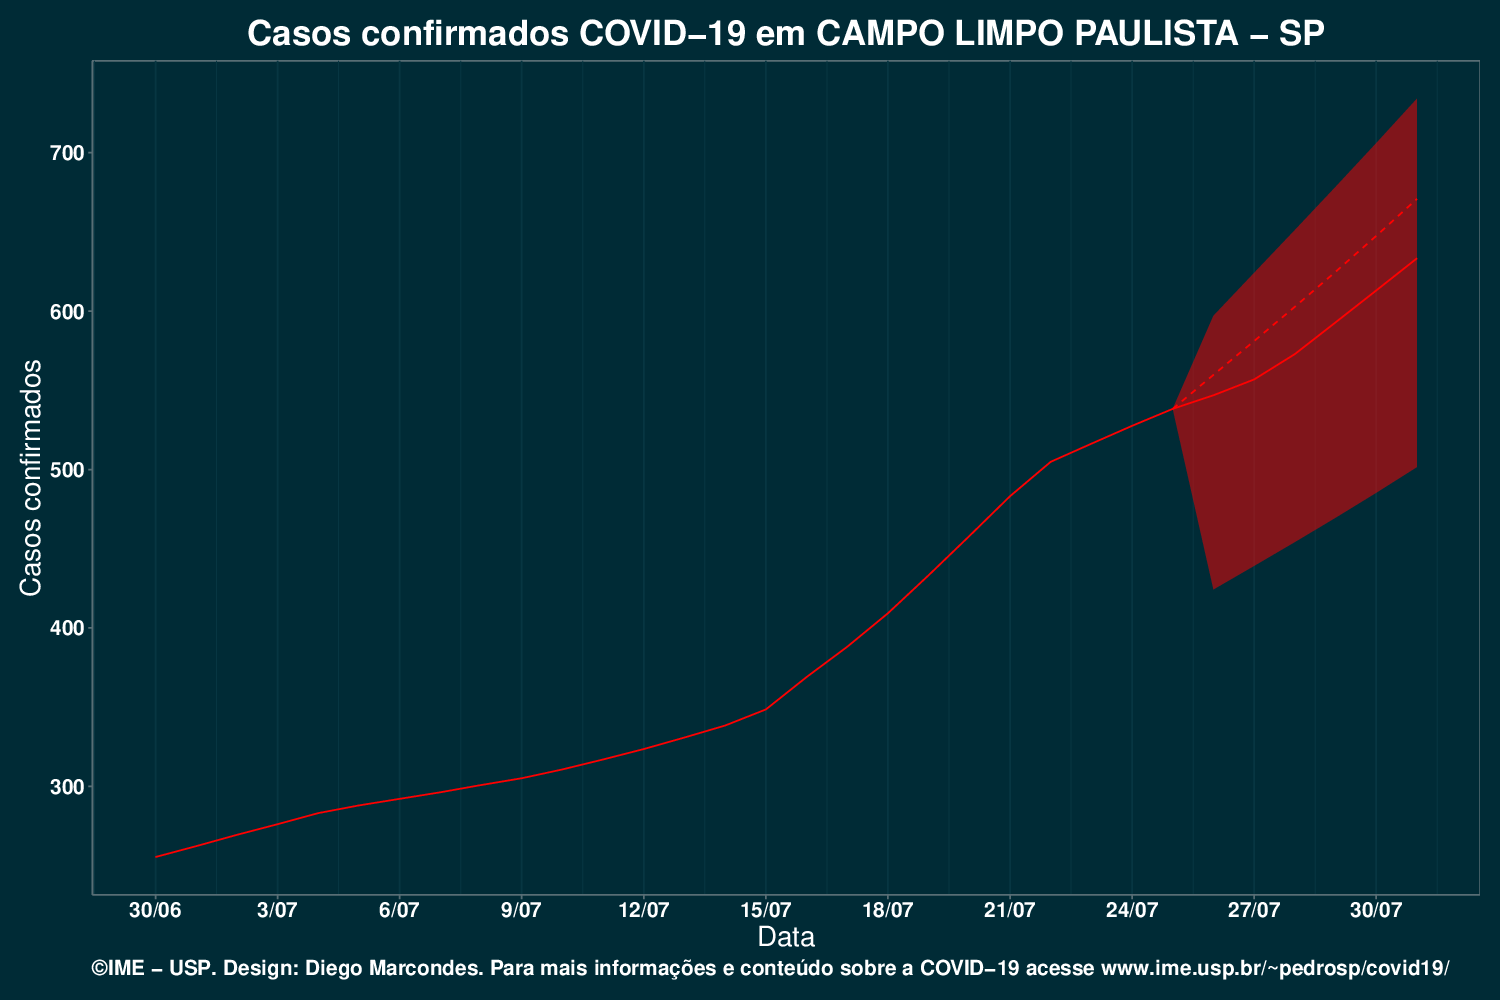 Casos confirmados COVID−19 em CAMPO LIMPO PAULISTA − SP
Casos confirmados
700
600
500
400
300
30/06 3/07 6/07 9/07 12/07 15/07 18/07 21/07 24/07 27/07 30/07
Data
©IME − USP. Design: Diego Marcondes. Para mais informações e conteúdo sobre a COVID−19 acesse www.ime.usp.br/~pedrosp/covid19/